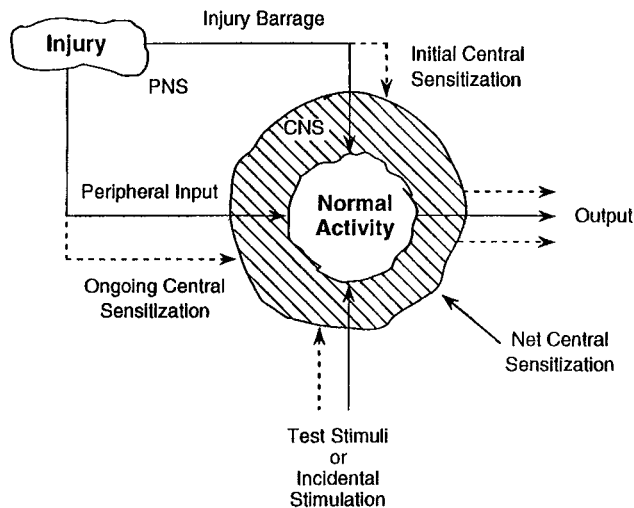 Injury Barrage
Injury
Initial Central
Sensitization
PNS
CNS
Peripheral Input
Normal
Activity
Output
Ongoing Central
Sensitization
Net Central
Sensitization
Test Stimuli
or
Incidental
Stimulation